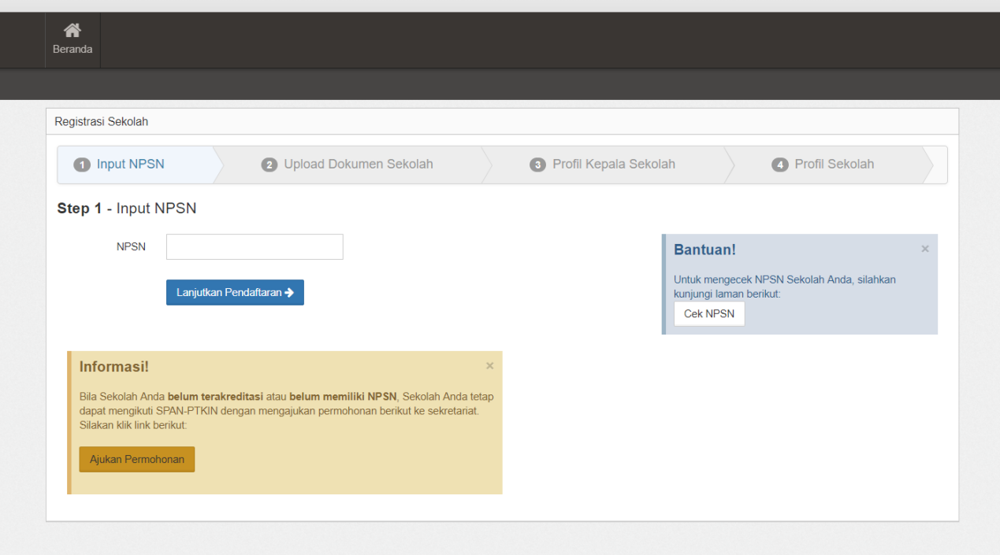 Beranda
Registrasi Sekolah
1 Input NPSN
2 Upload Dokumen Sekolah
3 Profil Kepala Sekolah
4 Profil Sekolah
Step 1 - Input NPSN
NPSN
Lanjutkan Pendaftaran →
Bantuan! ×
Untuk mengecek NPSN Sekolah Anda, silahkan
kunjungi laman berikut:
Cek NPSN
Informasi! ×
Bila Sekolah Anda belum terakreditasi atau belum memiliki NPSN, Sekolah Anda tetap
dapat mengikuti SPAN-PTKIN dengan mengajukan permohonan berikut ke sekretariat.
Silakan klik link berikut:
Ajukan Permohonan